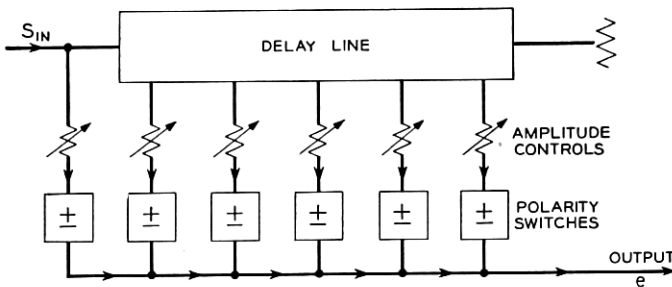 S_IN
DELAY LINE
AMPLITUDE
CONTROLS
± ± ± ± ± ±
POLARITY
SWITCHES
OUTPUT
e